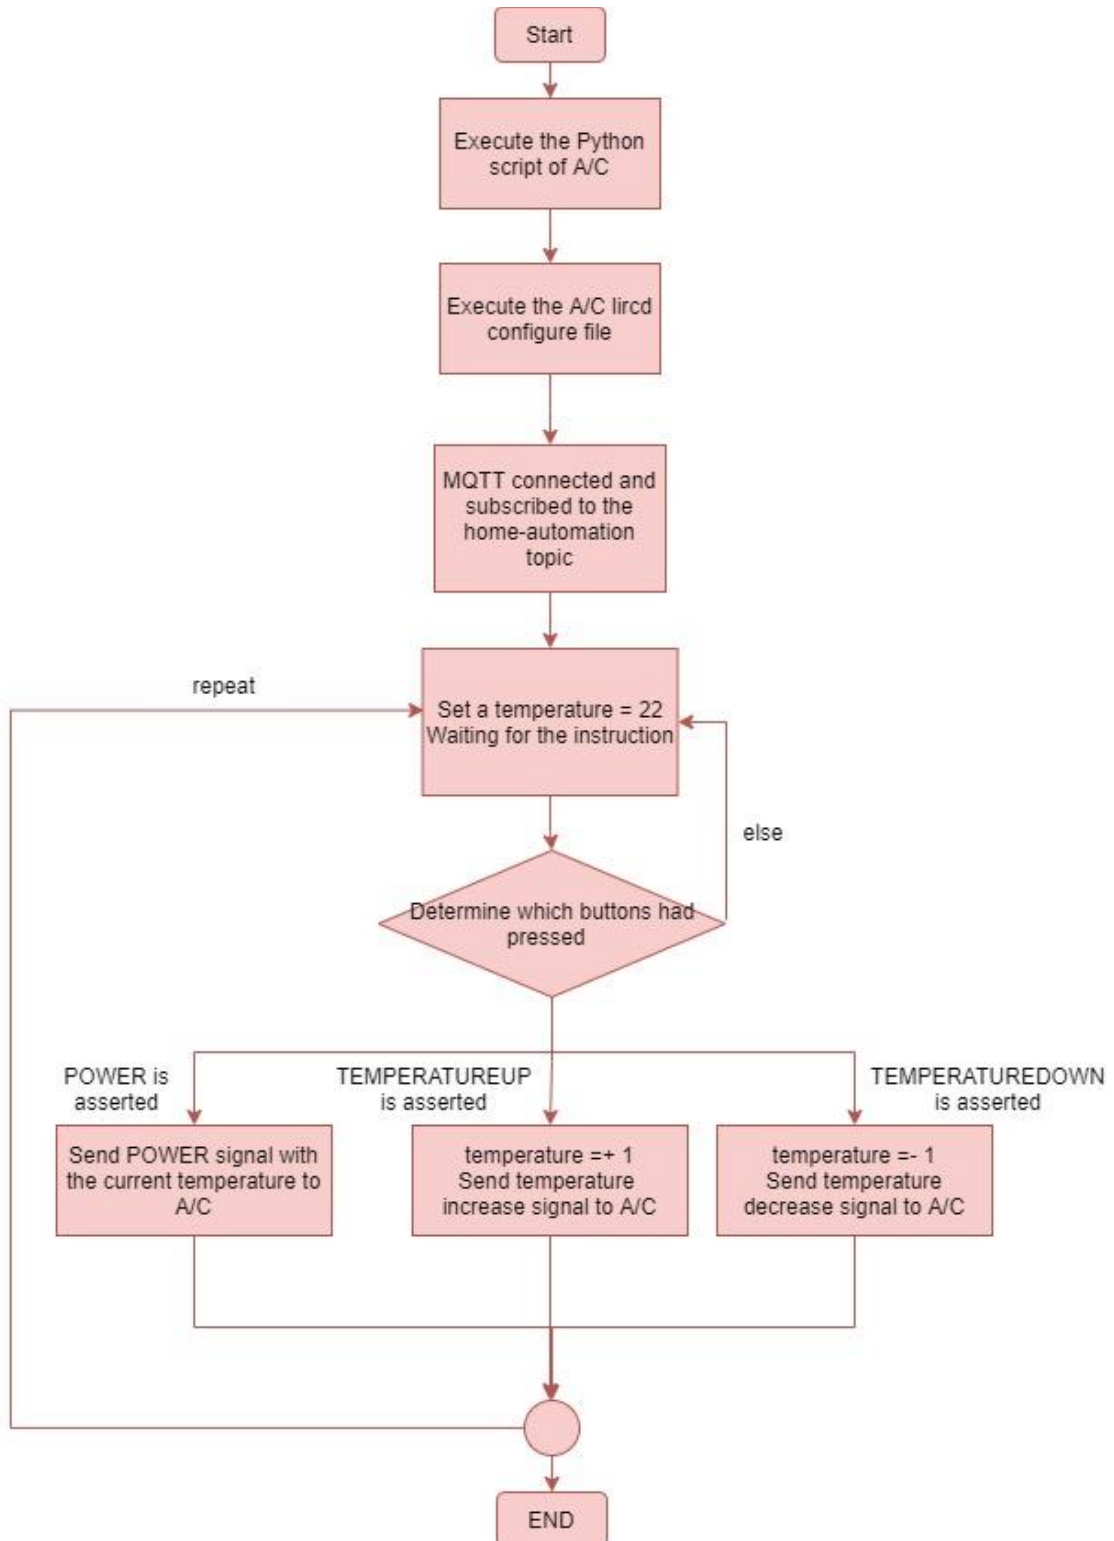 Start
Execute the Python
script of A/C
Execute the A/C lircd
configure file
MQTT connected and
subscribed to the
home-automation
topic
repeat
Set a temperature = 22
Waiting for the instruction
else
Determine which buttons had
pressed
POWER is
asserted
TEMPERATUREUP
is asserted
TEMPERATUREDOWN
is asserted
Send POWER signal with
the current temperature to
A/C
temperature =+ 1
Send temperature
increase signal to A/C
temperature =- 1
Send temperature
decrease signal to A/C
END